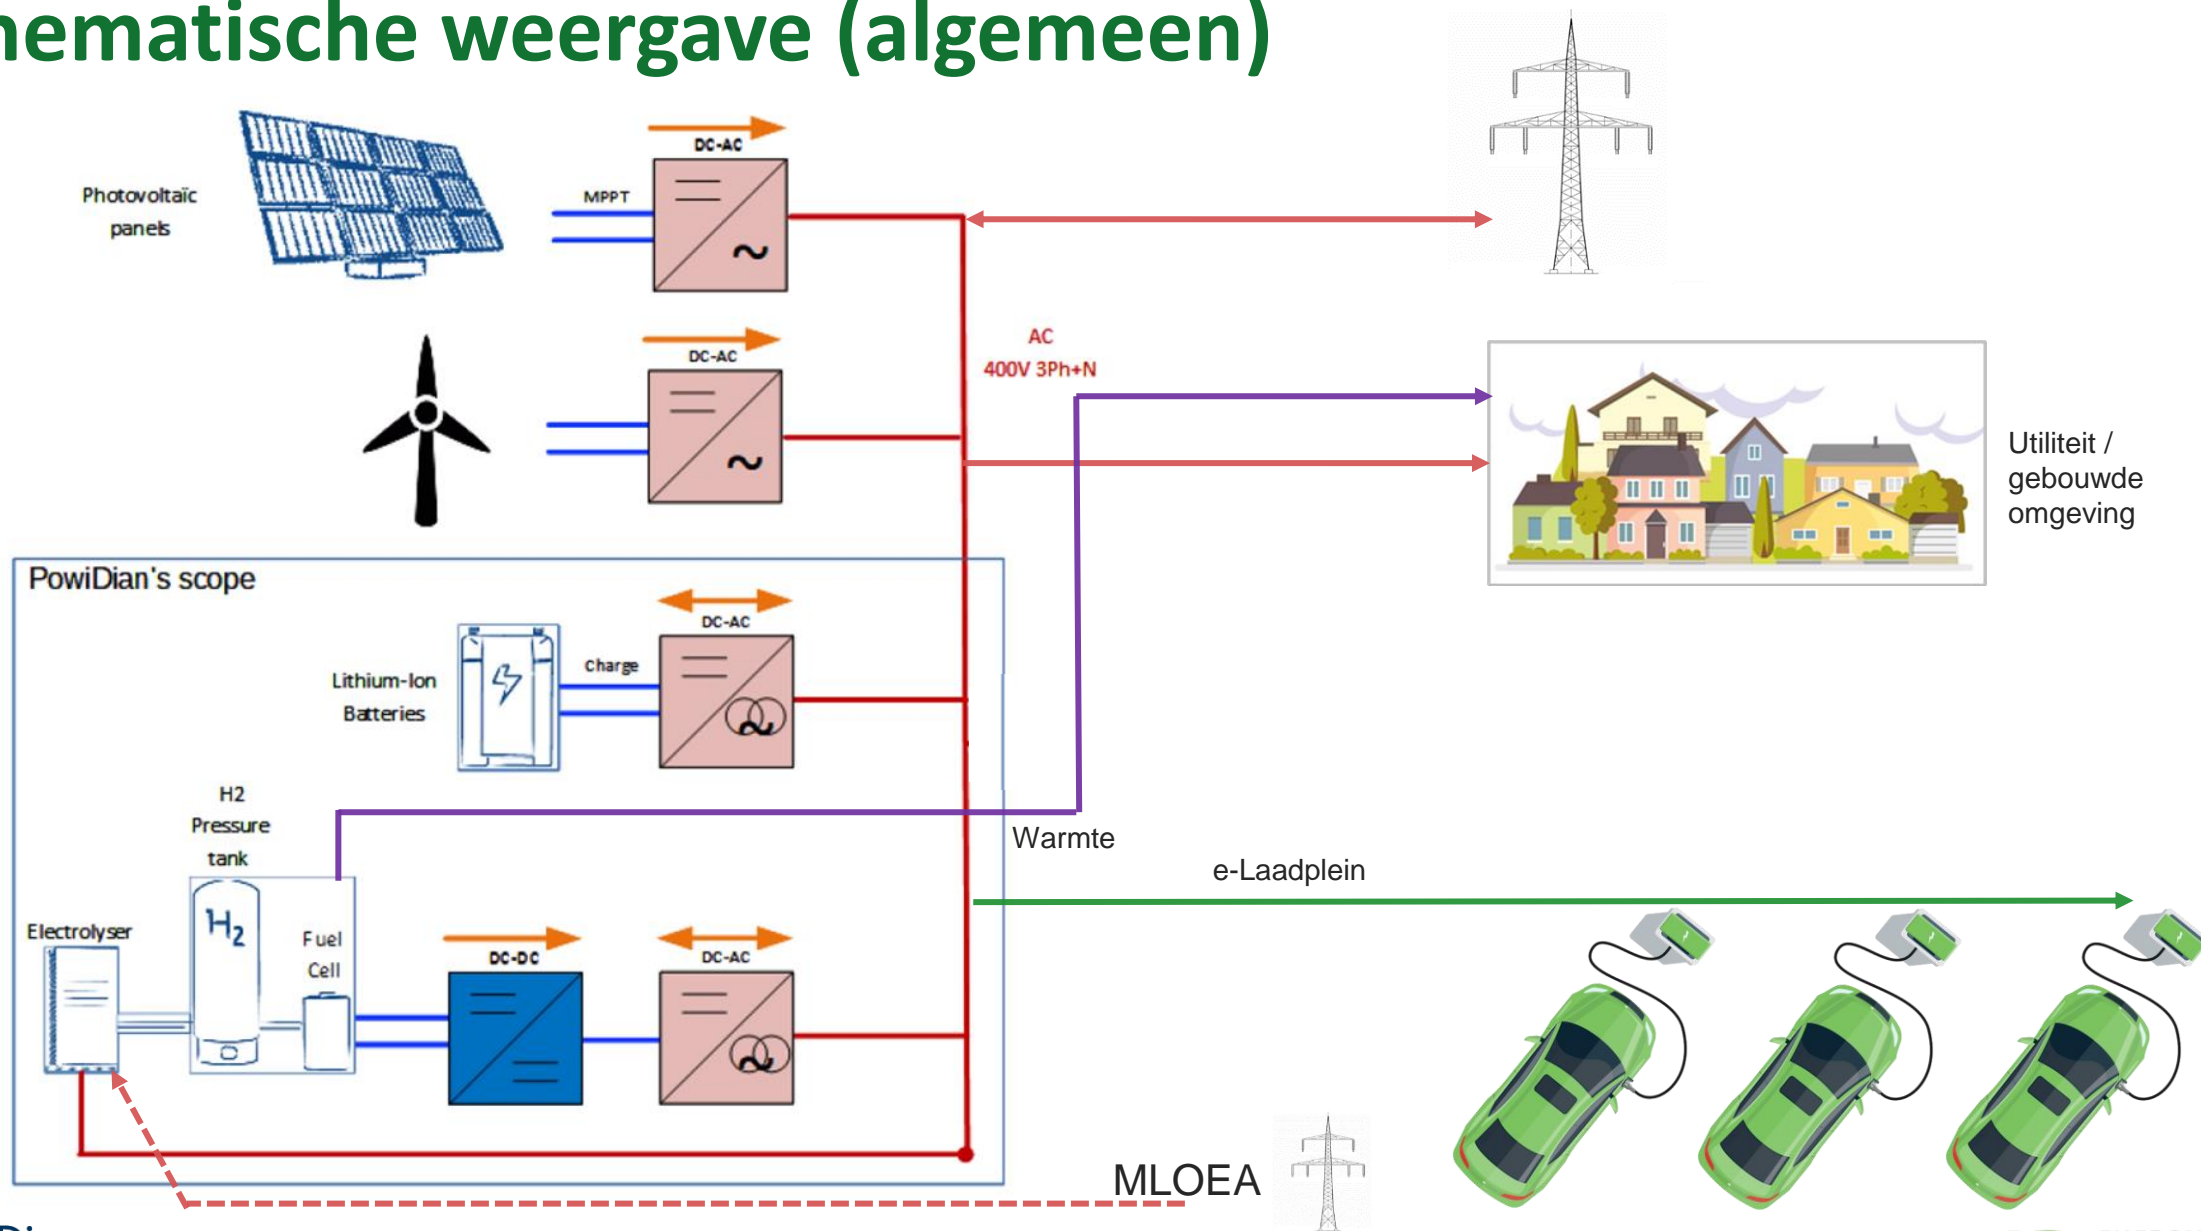 hematische weergave (algemeen)
DC-AC
Photovoltaïc
panels
MPPT
~
DC-AC
AC
400V 3Ph+N
~
Utiliteit /
gebouwde
omgeving
PowiDian's scope
DC-AC
Charge
Lithium-Ion
Batteries
~
H2
Pressure
tank
Warmte
e-Laadplein
H2
Electrolyser
Fuel
Cell
DC-DC
DC-AC
~
MLOEA